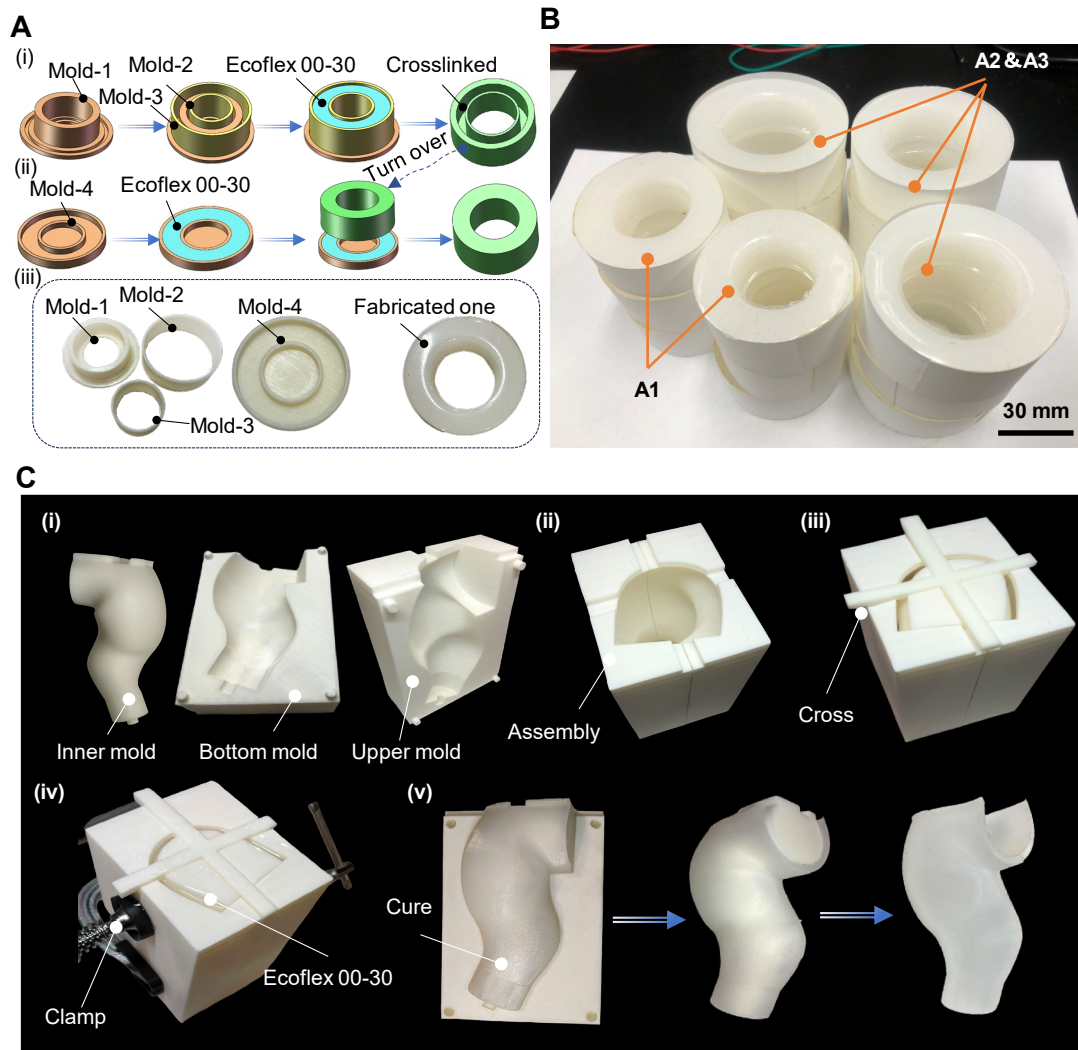 A
(i)
Mold-1
Mold-2
Mold-3
Ecoflex 00-30
Crosslinked
Turn over
(ii)
Mold-4
Ecoflex 00-30
(iii)
Mold-1
Mold-2
Mold-3
Mold-4
Fabricated one
B
A2 & A3
A1
30 mm
C
(i)
Inner mold
Bottom mold
Upper mold
(ii)
Assembly
(iii)
Cross
(iv)
Clamp
Ecoflex 00-30
(v)
Cure